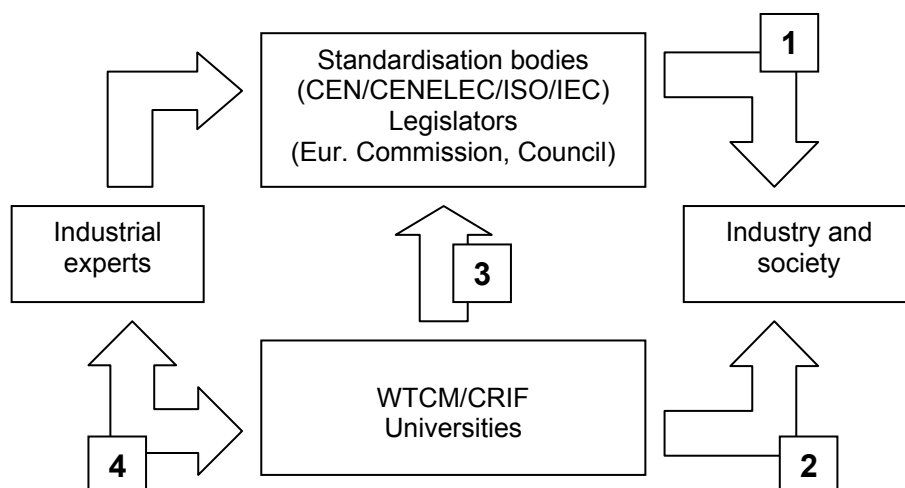 1
Standardisation bodies
(CEN/CENELEC/ISO/IEC)
Legislators
(Eur. Commission, Council)
Industrial
experts
Industry and
society
3
WTCM/CRIF
Universities
4
2